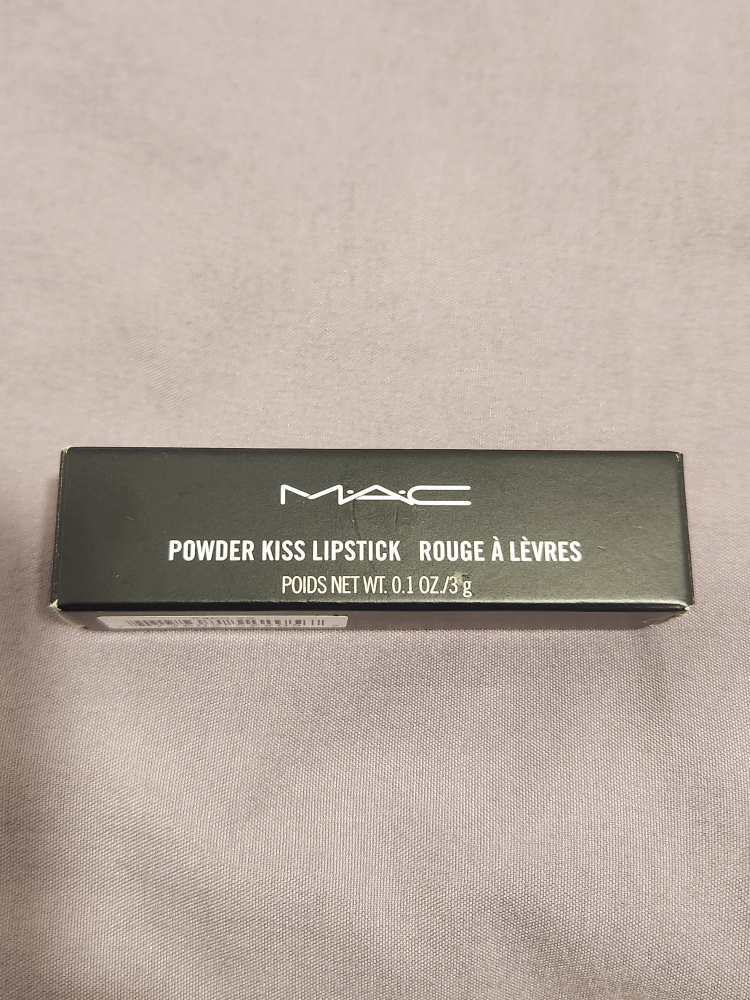 M·A·C
POWDER KISS LIPSTICK ROUGE À LÈVRES
POIDS NET WT. 0.1 OZ./3 g